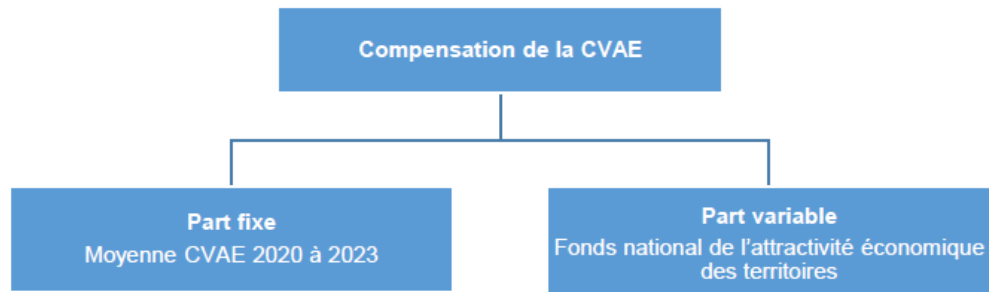 Compensation de la CVAE
Part fixe
Moyenne CVAE 2020 à 2023
Part variable
Fonds national de l'attractivité économique
des territoires